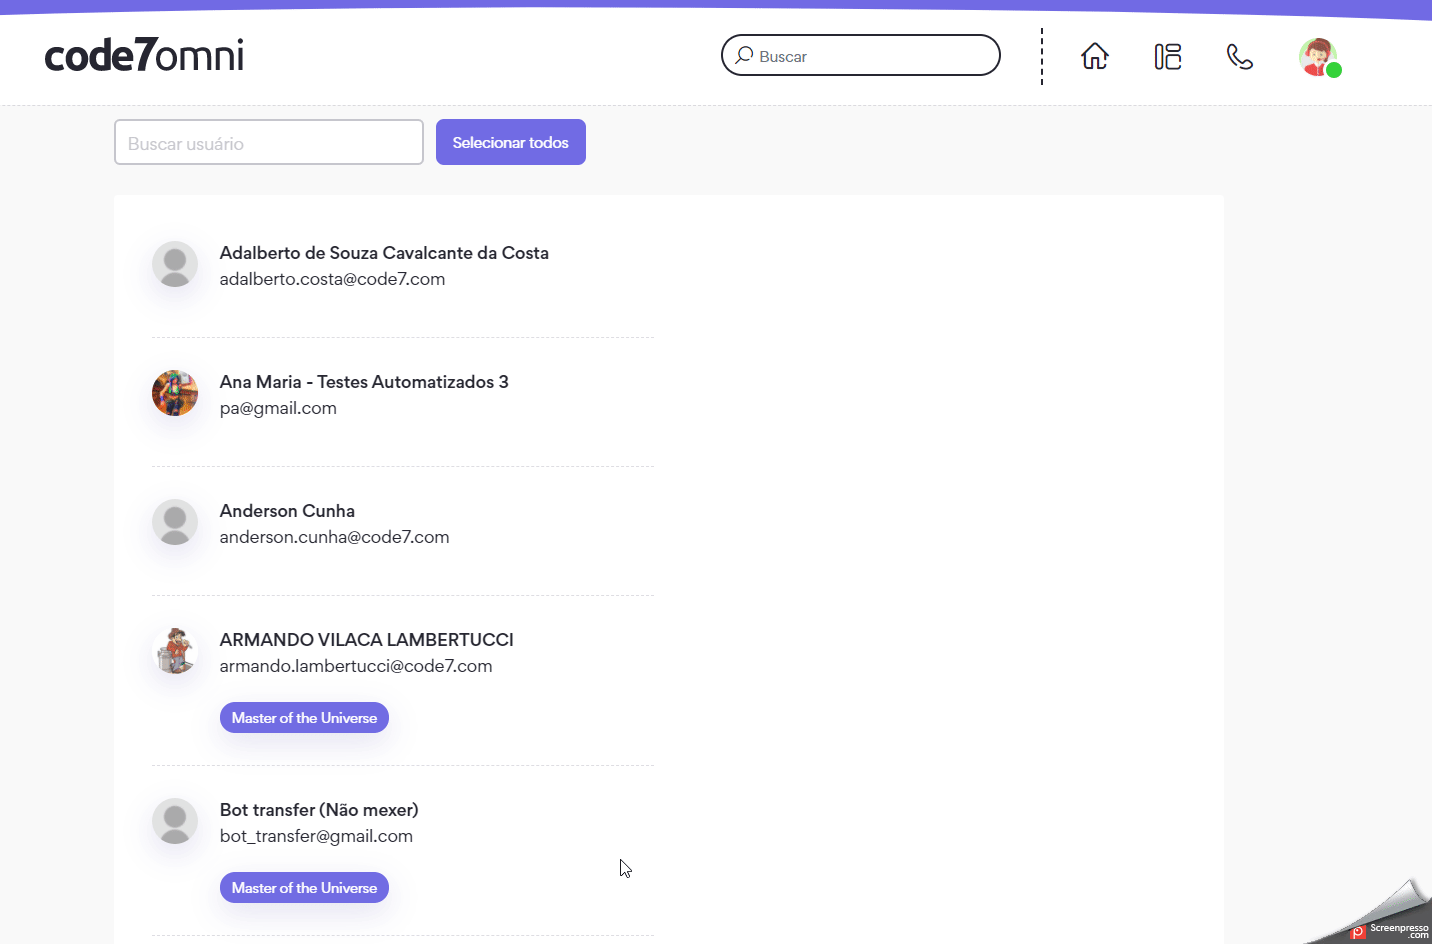 code7omni
Buscar
Buscar usuário
Selecionar todos
Adalberto de Souza Cavalcante da Costa
adalberto.costa@code7.com
Ana Maria - Testes Automatizados 3
pa@gmail.com
Anderson Cunha
anderson.cunha@code7.com
ARMANDO VILACA LAMBERTUCCI
armando.lambertucci@code7.com
Master of the Universe
Bot transfer (Não mexer)
bot_transfer@gmail.com
Master of the Universe
Screenpresso
.com